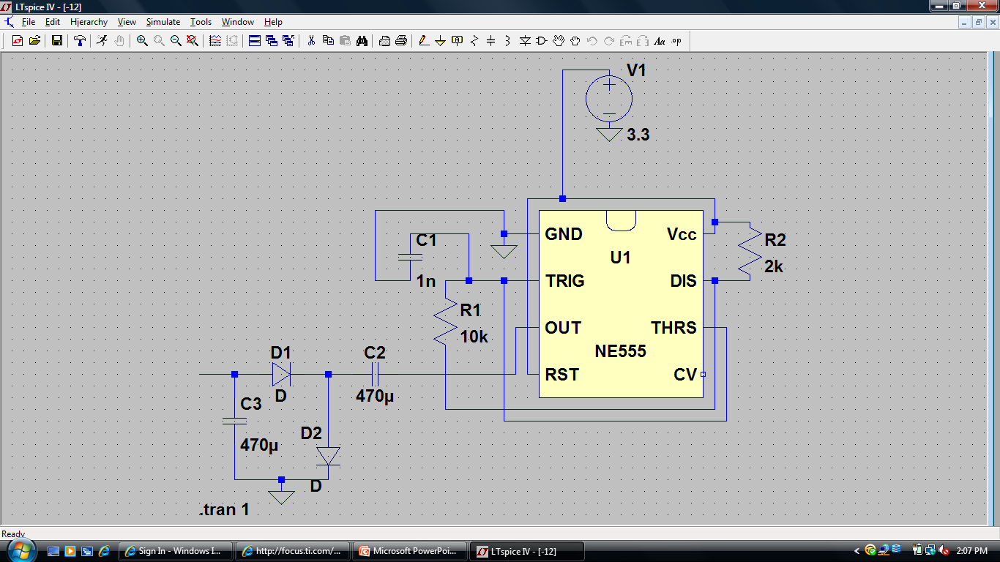 LTspice IV - [-12]
File Edit Hierarchy View Simulate Tools Window Help
Aa .op
V1
3.3
C1
1n
GND Vcc
U1
R2
2k
TRIG DIS
R1
10k
OUT THRS
NE555
RST CV
D1
D
C2
470µ
C3
470µ
D2
D
.tran 1
Ready
Sign In - Windows I...
http://focus.ti.com/...
Microsoft PowerPoi...
LTspice IV - [-12]
2:07 PM